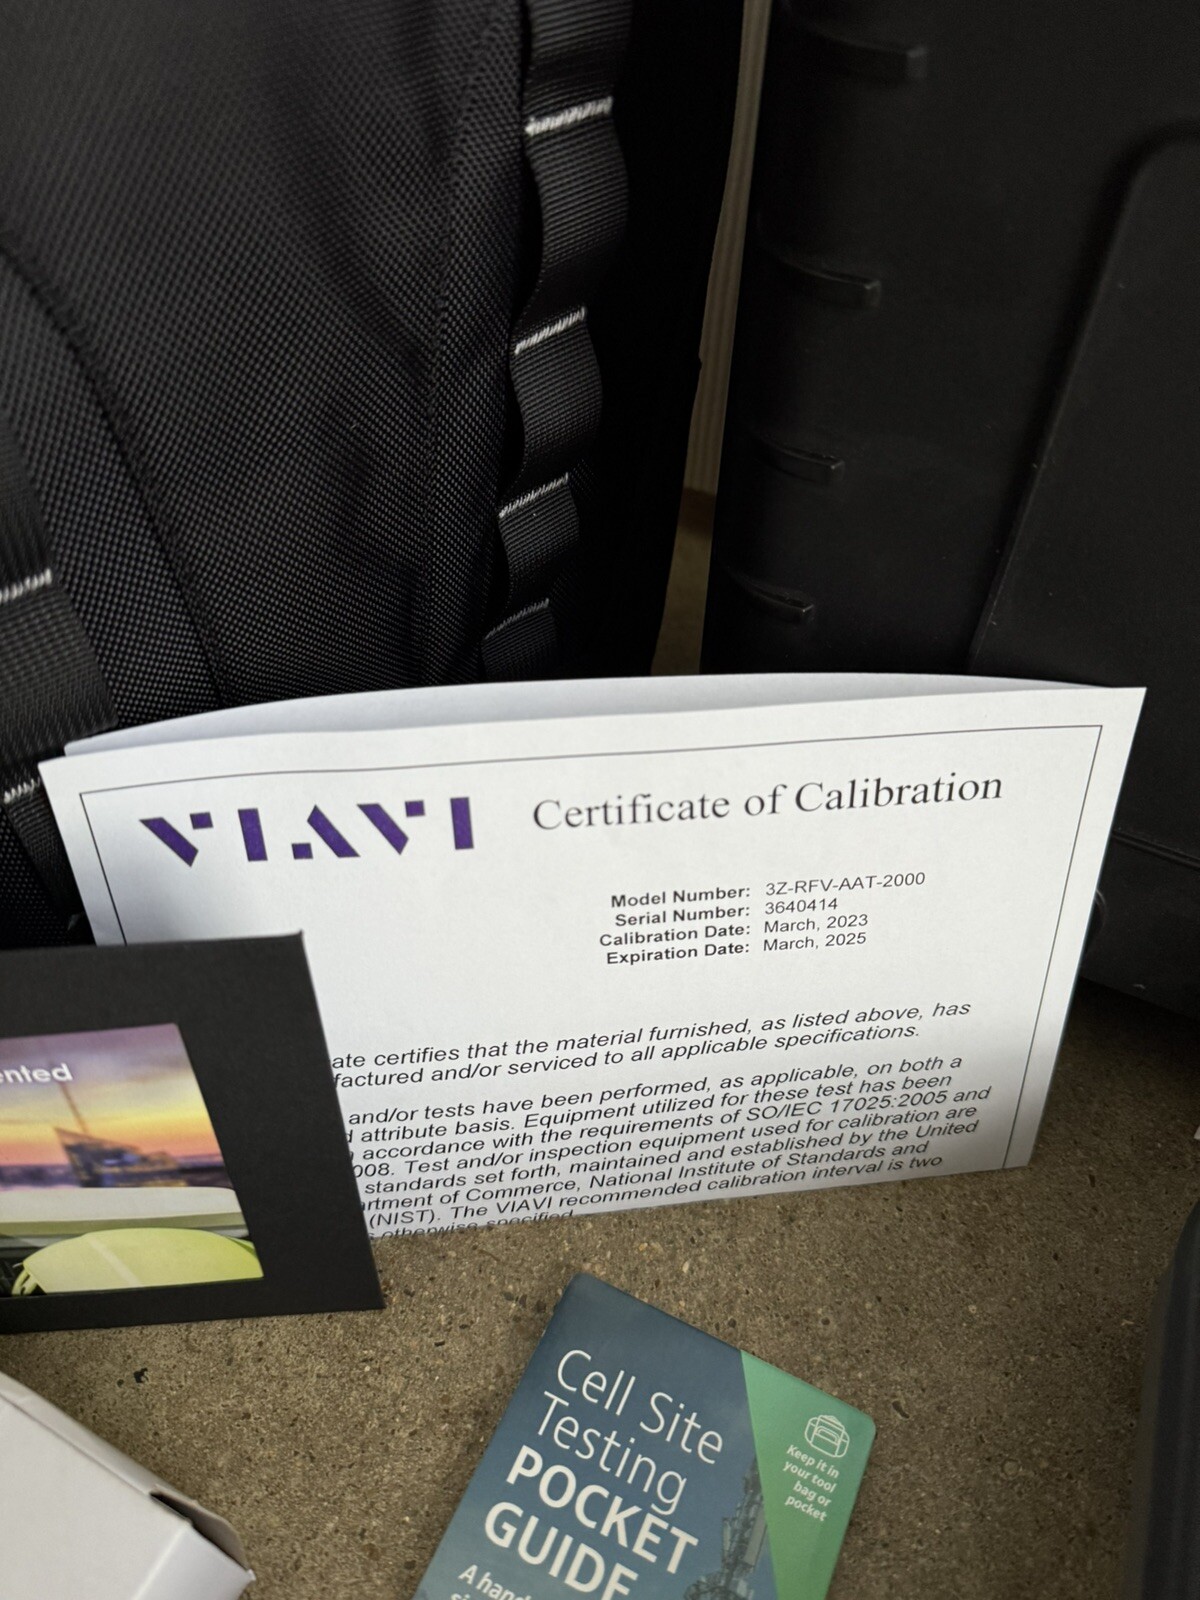 VIAVI
Certificate of Calibration
Model Number: 3Z-RFV-AAT-2000
Serial Number: 3640414
Calibration Date: March, 2023
Expiration Date: March, 2025
ate certifies that the material furnished, as listed above, has
factured and/or serviced to all applicable specifications.
and/or tests have been performed, as applicable, on both a
attribute basis. Equipment utilized for these test has been
accordance with the requirements of SO/IEC 17025:2005 and
008. Test and/or inspection equipment used for calibration are
standards set forth, maintained and established by the United
rtment of Commerce, National Institute of Standards and
(NIST). The VIAVI recommended calibration interval is two
s otherwise specified.
ented
Cell Site
Testing
POCKET
GUIDE
A hand
Keep it in
your tool
bag or
pocket